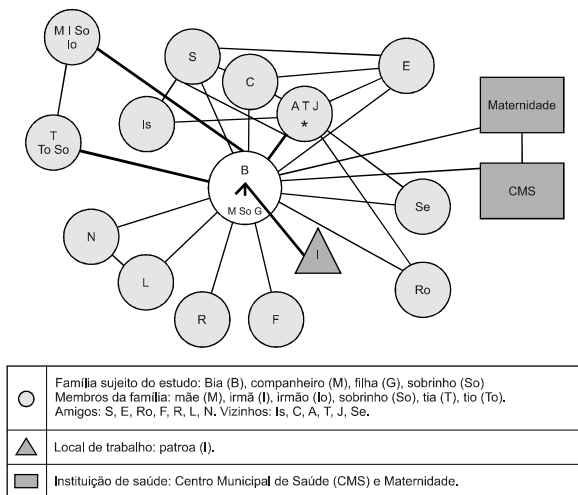 M I So
Io
S
C
E
A T J
*
Is
T
To So
B
M So G
Maternidade
CMS
Se
N
L
I
Ro
R
F
Família sujeito do estudo: Bia (B), companheiro (M), filha (G), sobrinho (So)
Membros da família: mãe (M), irmã (I), irmão (Io), sobrinho (So), tia (T), tio (To).
Amigos: S, E, Ro, F, R, L, N. Vizinhos: Is, C, A, T, J, Se.
Local de trabalho: patroa (I).
Instituição de saúde: Centro Municipal de Saúde (CMS) e Maternidade.